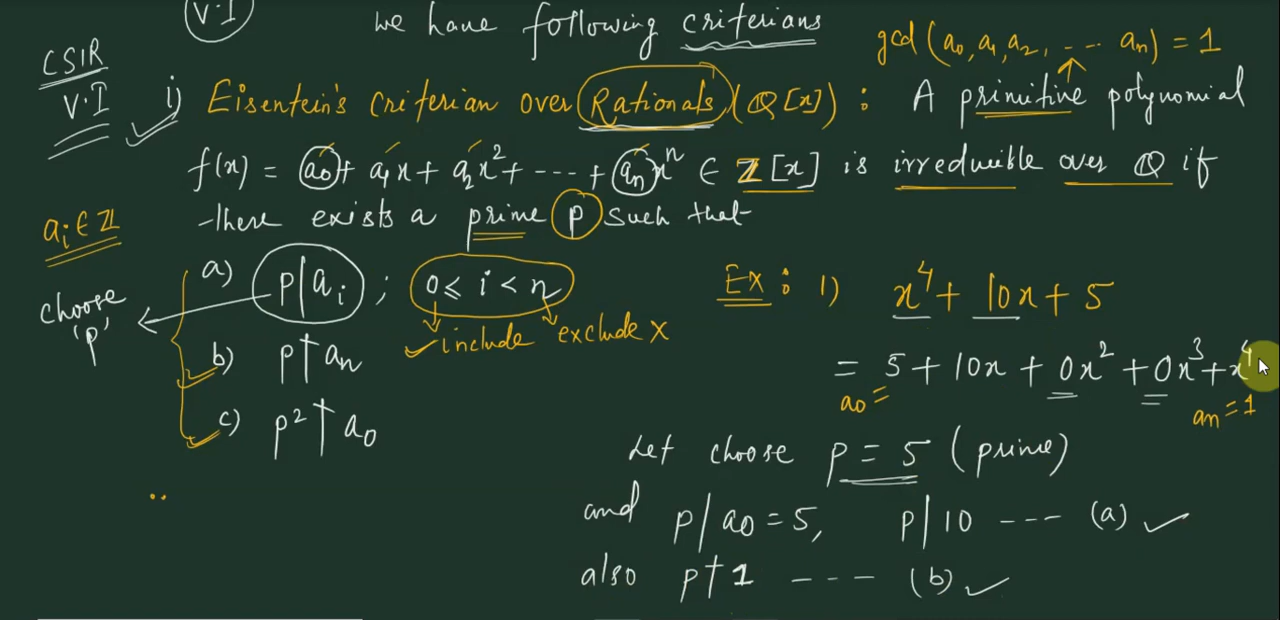 V.I
we have following criterians
CSIR
V.I
gcd (a0, a1, a2, -- -- an) = 1
i) Eisentein's Criterian over Rationals (ℚ[x]) : A primitive polynomial
f(x) = a0 + a1x + a2x² + ---- + anxⁿ ∈ ℤ[x] is irreducible over ℚ if
there exists a prime p such that
ai ∈ ℤ
a) p|ai ; 0 ≤ i < n
include exclude x
choose 'p'
b) p†an
c) p²†a0
Ex : 1) x⁴ + 10x + 5
= 5 + 10x + 0x² + 0x³ + x⁴
a0 = an = 1
Let choose p = 5 (prime)
and p/a0 = 5, p/10 ---- (a) ✓
also p†1 ---- (b) ✓